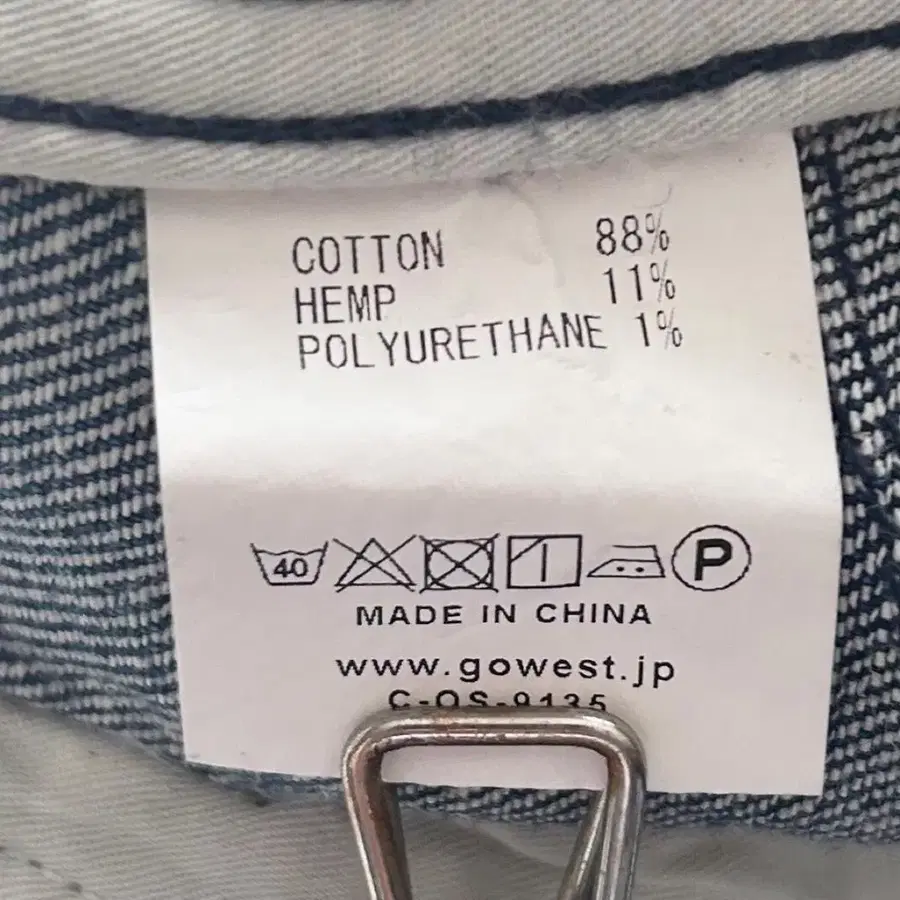 COTTON 88%
HEMP 11%
POLYURETHANE 1%
40 P
MADE IN CHINA
www.gowest.jp